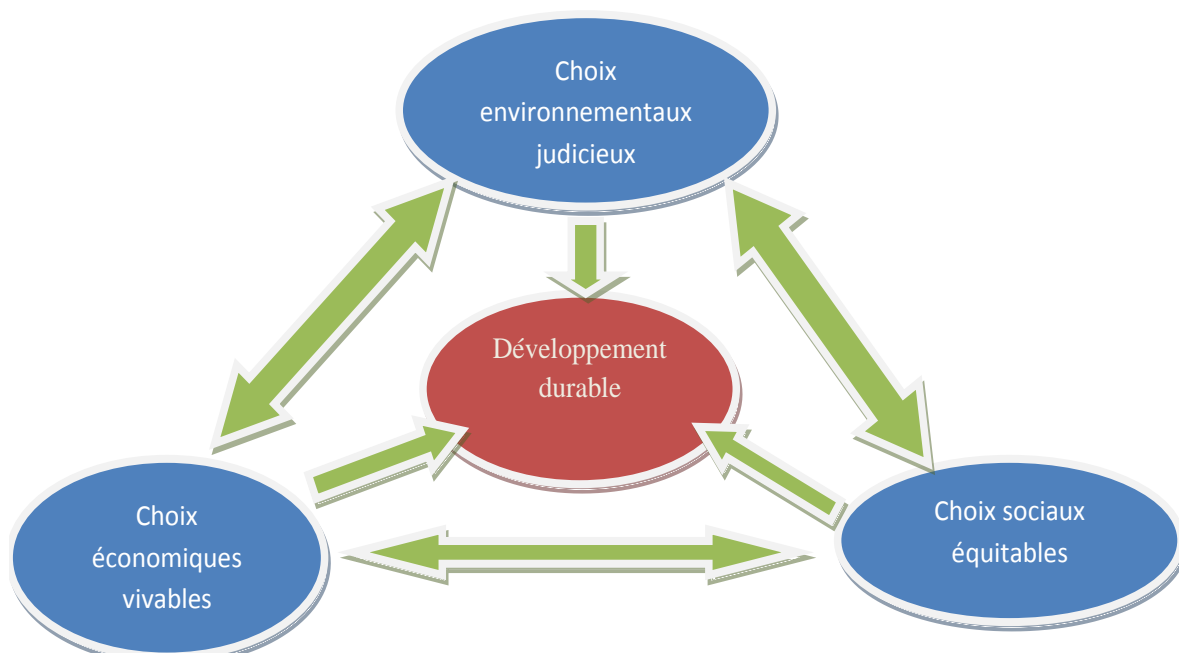 Choix
environnementaux
judicieux
Développement
durable
Choix
économiques
vivables
Choix sociaux
équitables